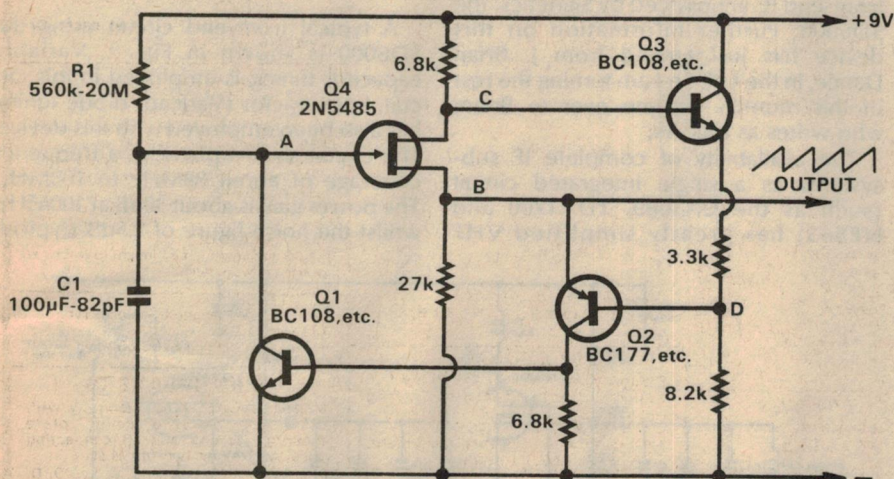 +9V
R1
560k-20M
6.8k
Q3
BC108,etc.
Q4
2N5485
C
A
B
OUTPUT
3.3k
27k
C1
100µF-82pF
Q1
BC108,etc.
D
Q2
BC177,etc.
8.2k
6.8k